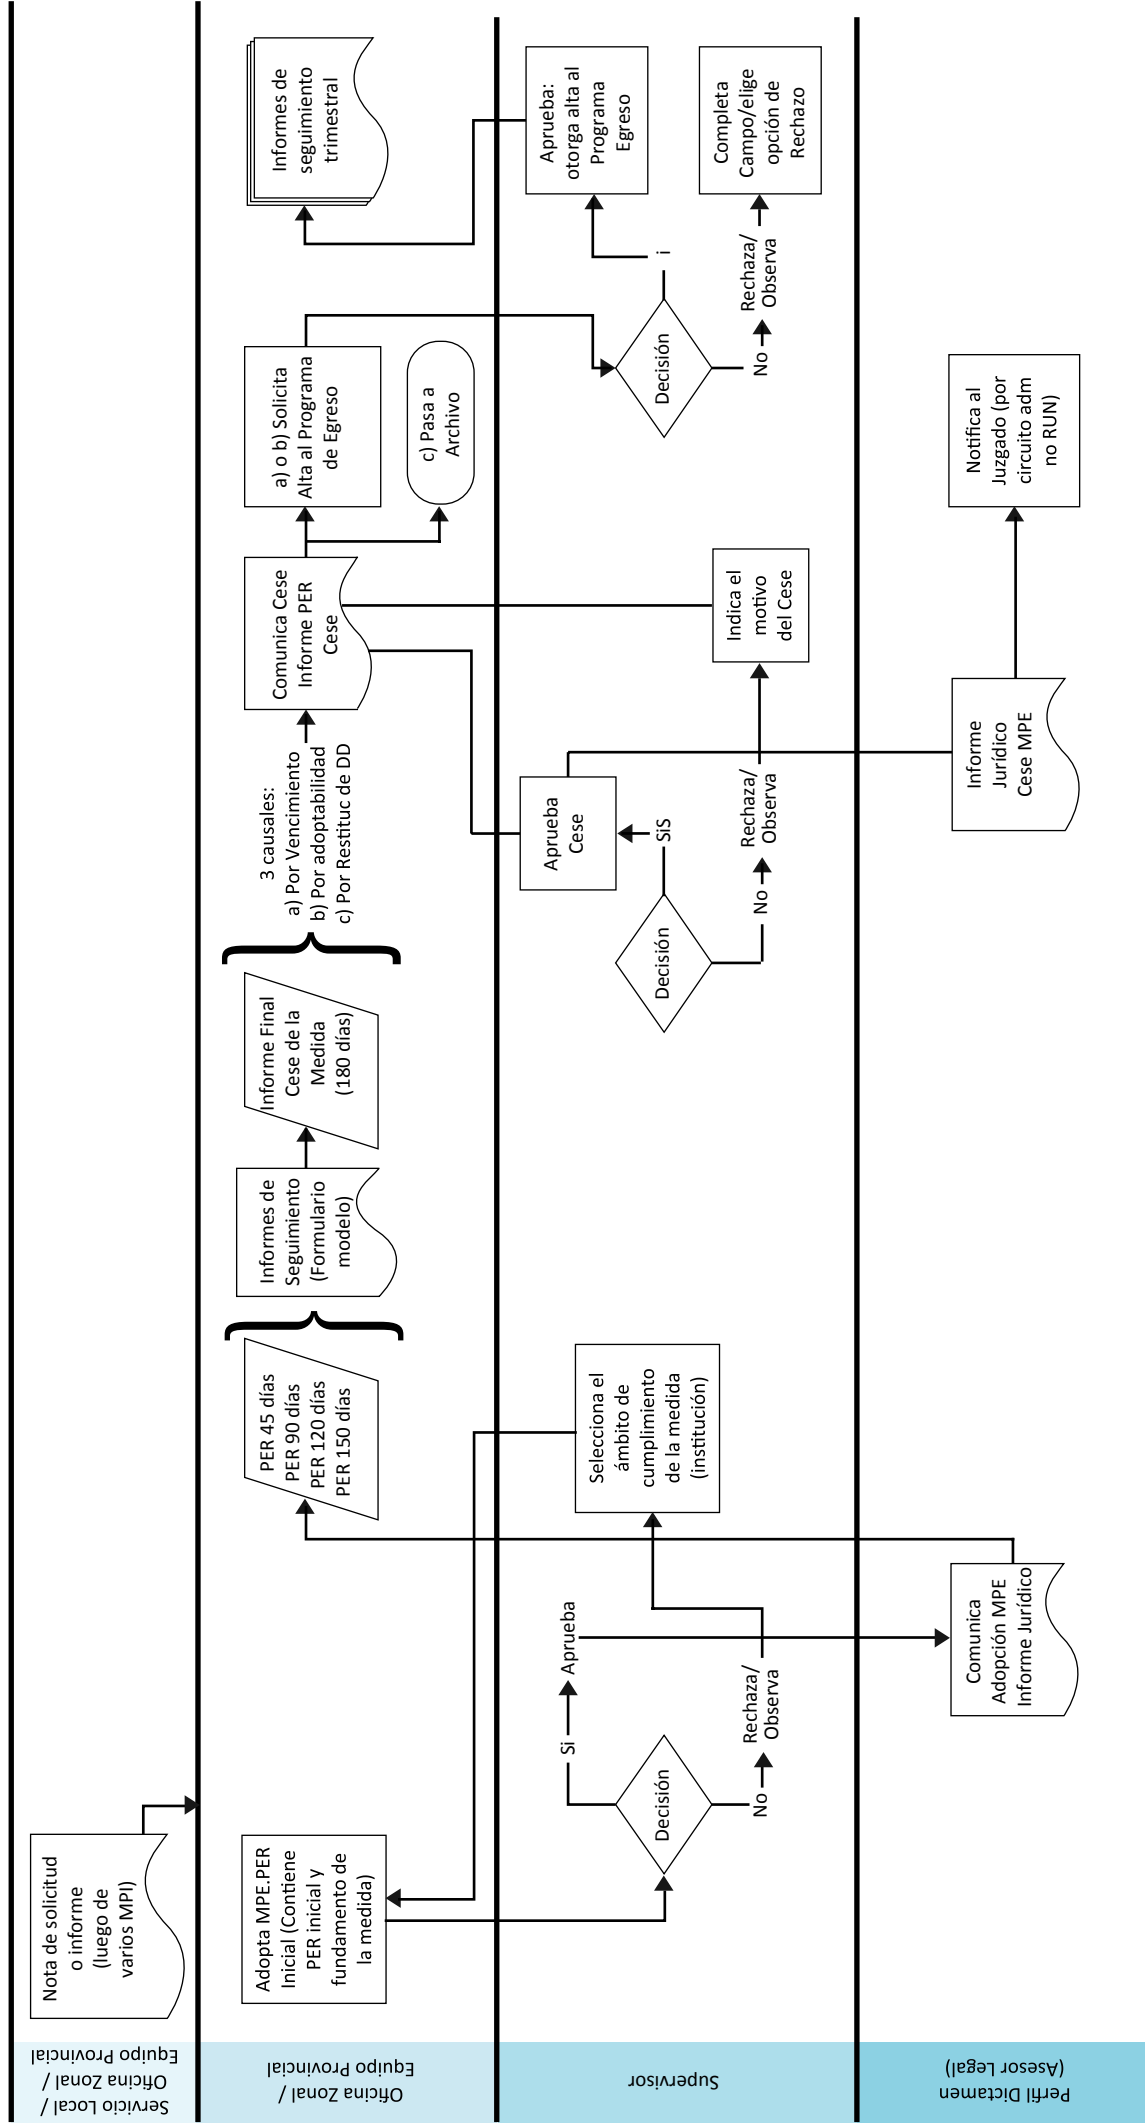 Servicio Local /
Oficina Zonal /
Equipo Provincial
Nota de solicitud
o informe
(luego de
varios MPI)
Oficina Zonal /
Equipo Provincial
Adopta MPE.PER
Inicial (Contiene
PER inicial y
fundamento de
la medida)
PER 45 días
PER 90 días
PER 120 días
PER 150 días
Informes de
Seguimiento
(Formulario
modelo)
Informe Final
Cese de la
Medida
(180 días)
3 causales:
a) Por Vencimiento
b) Por adoptabilidad
c) Por Restituc de DD
Comunica Cese
Informe PER
Cese
a) o b) Solicita
Alta al Programa
de Egreso
c) Pasa a
Archivo
Informes de
seguimiento
trimestral
Supervisor
Decisión
Si
Aprueba
No
Rechaza/
Observa
Selecciona el
ámbito de
cumplimiento
de la medida
(institución)
Decisión
SiS
Aprueba
Cese
No
Rechaza/
Observa
Indica el
motivo
del Cese
Decisión
i
Aprueba:
otorga alta al
Programa
Egreso
No
Rechaza/
Observa
Completa
Campo/elige
opción de
Rechazo
Perfil Dictamen
(Asesor Legal)
Comunica
Adopción MPE
Informe Jurídico
Informe
Jurídico
Cese MPE
Notifica al
Juzgado (por
circuito adm
no RUN)